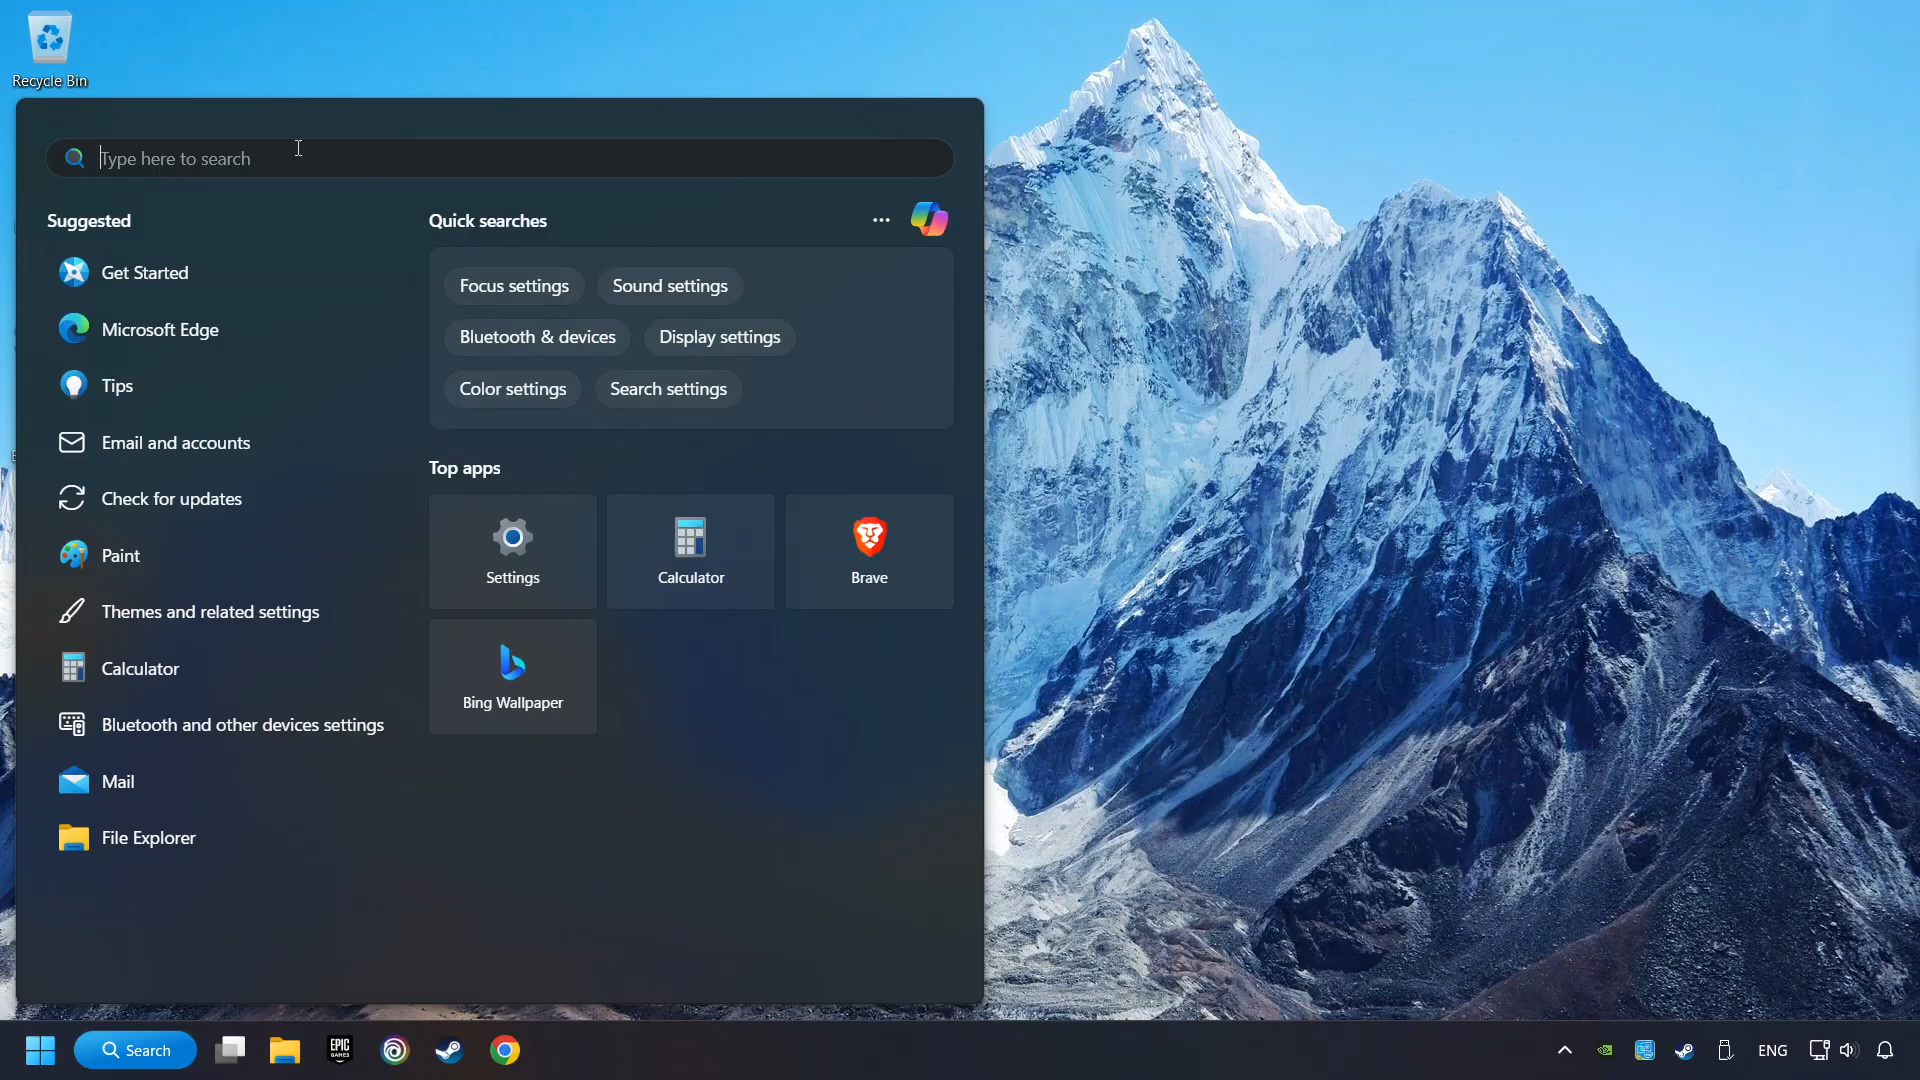 Recycle Bin
Type here to search
Suggested
Get Started
Microsoft Edge
Tips
Email and accounts
Check for updates
Paint
Themes and related settings
Calculator
Bluetooth and other devices settings
Mail
File Explorer
Quick searches
Focus settings
Sound settings
Bluetooth & devices
Display settings
Color settings
Search settings
Top apps
Settings
Calculator
Brave
Bing Wallpaper
Search
EPIC
GAMES
ENG